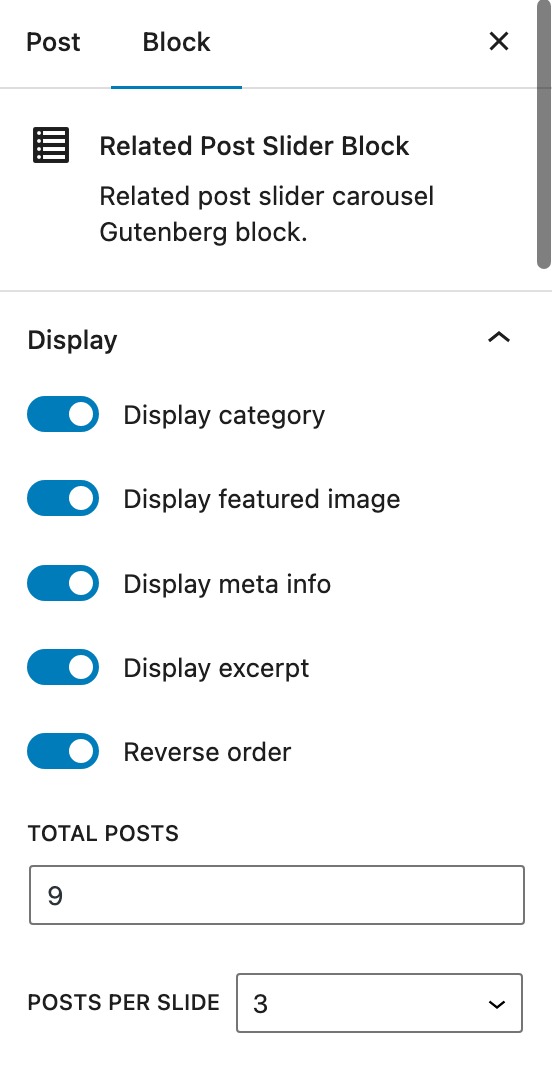 Post Block
Related Post Slider Block
Related post slider carousel
Gutenberg block.
Display
Display category
Display featured image
Display meta info
Display excerpt
Reverse order
TOTAL POSTS
9
POSTS PER SLIDE 3